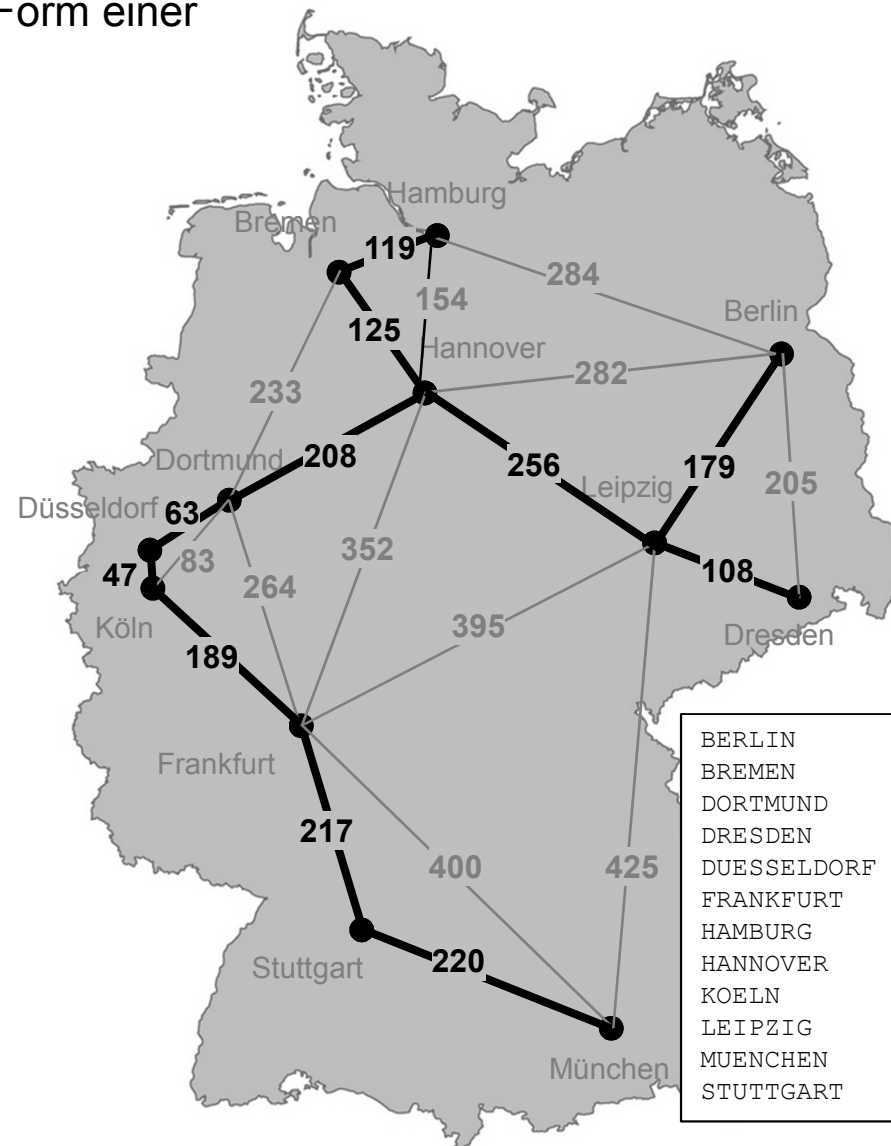 Form einer
Hamburg
Bremen
119
284
154
Berlin
125
Hannover
282
233
Dortmund
208
256
Leipzig
179
205
Düsseldorf
63
352
83
47
264
108
Köln
395
Dresden
189
Frankfurt
217
400
425
Stuttgart
220
München
BERLIN
BREMEN
DORTMUND
DRESDEN
DUESSELDORF
FRANKFURT
HAMBURG
HANNOVER
KOELN
LEIPZIG
MUENCHEN
STUTTGART